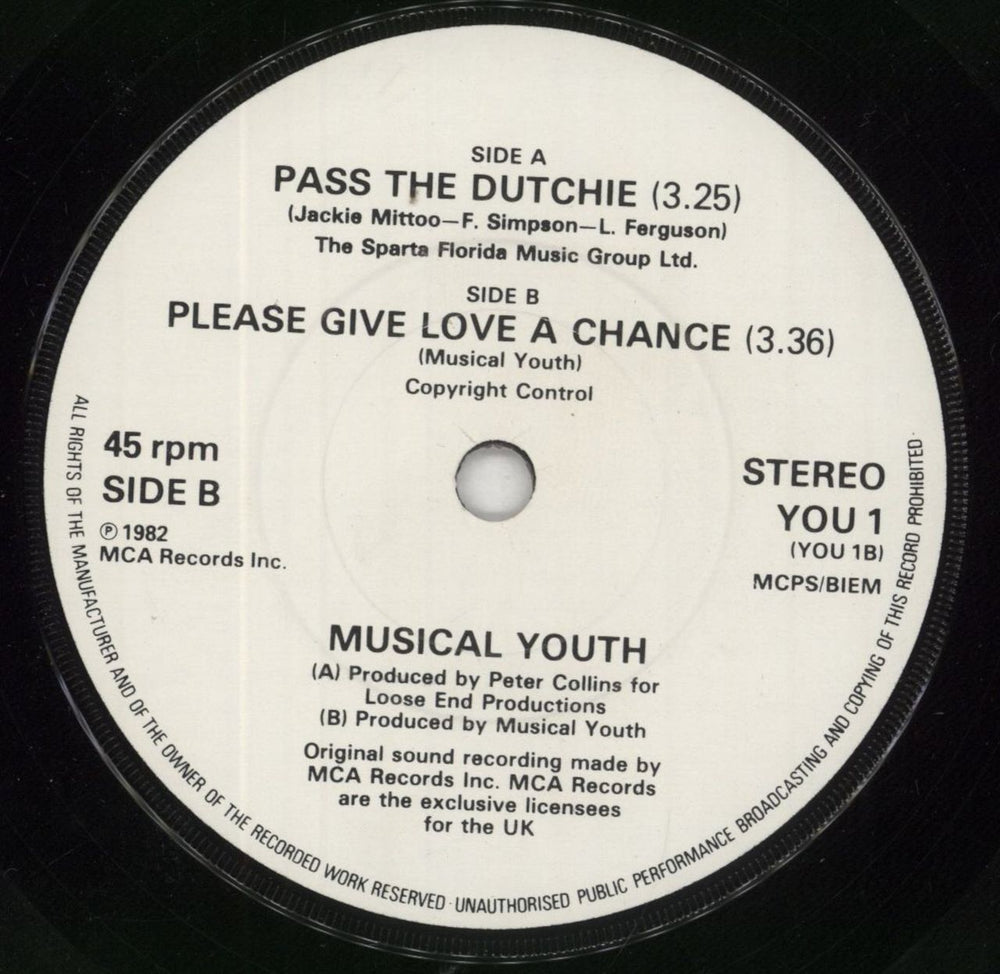 SIDE A
PASS THE DUTCHIE (3.25)
(Jackie Mittoo—F. Simpson—L. Ferguson)
The Sparta Florida Music Group Ltd.
SIDE B
PLEASE GIVE LOVE A CHANCE (3.36)
(Musical Youth)
Copyright Control
45 rpm
SIDE B
℗ 1982
MCA Records Inc.
STEREO
YOU 1
(YOU 1B)
MCPS/BIEM
MUSICAL YOUTH
(A) Produced by Peter Collins for
Loose End Productions
(B) Produced by Musical Youth
Original sound recording made by
MCA Records Inc. MCA Records
are the exclusive licensees
for the UK
ALL RIGHTS OF THE MANUFACTURER AND OF THE OWNER OF THE RECORDED WORK RESERVED · UNAUTHORISED PUBLIC PERFORMANCE BROADCASTING AND COPYING OF THIS RECORD PROHIBITED ·